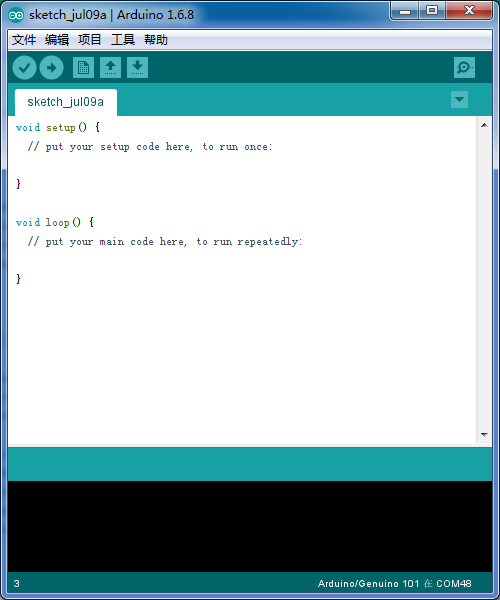 sketch_jul09a | Arduino 1.6.8
文件 编辑 项目 工具 帮助
sketch_jul09a
void setup() {
  // put your setup code here, to run once:
}
void loop() {
  // put your main code here, to run repeatedly:
}
3 Arduino/Genuino 101 在 COM48